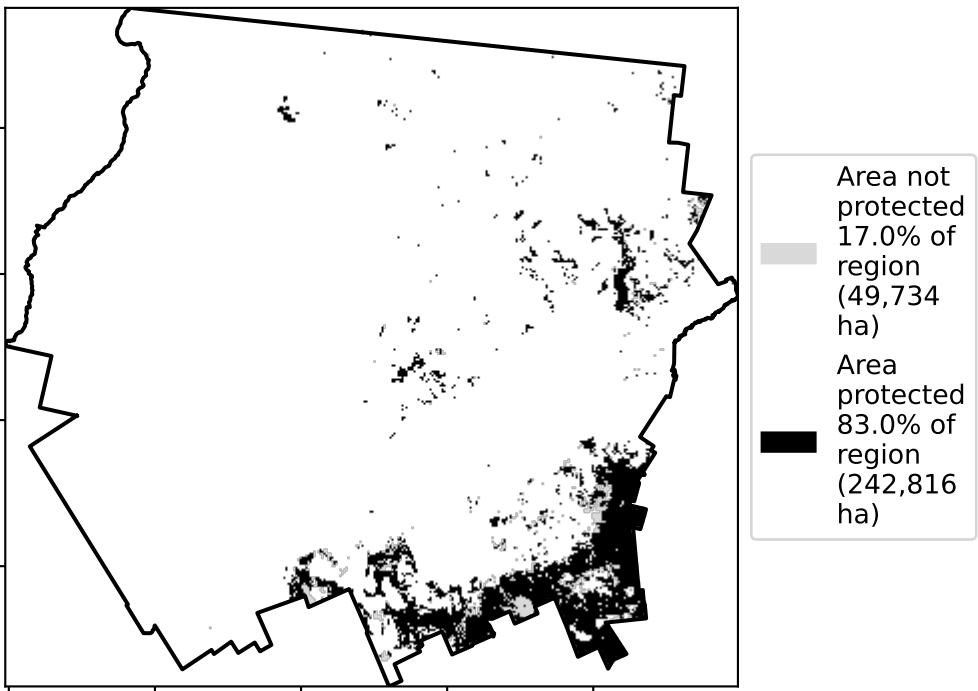 Area not
protected
17.0% of
region
(49,734
ha)
Area
protected
83.0% of
region
(242,816
ha)